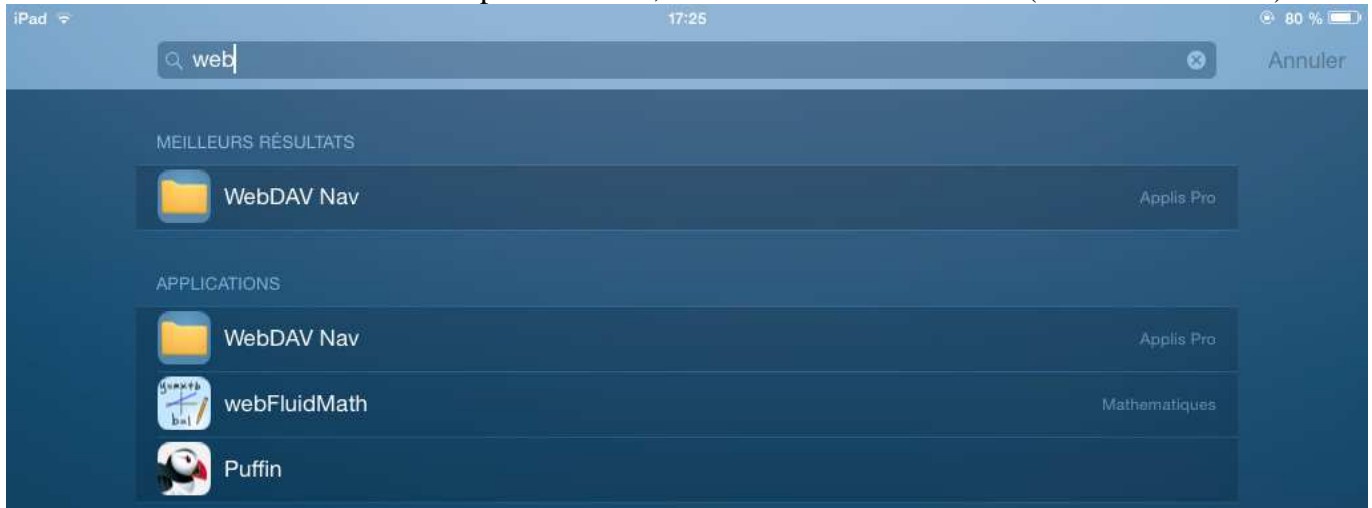 iPad 17:25 80 %
web Annuler
MEILLEURS RÉSULTATS
WebDAV Nav Applis Pro
APPLICATIONS
WebDAV Nav Applis Pro
webFluidMath Mathematiques
Puffin